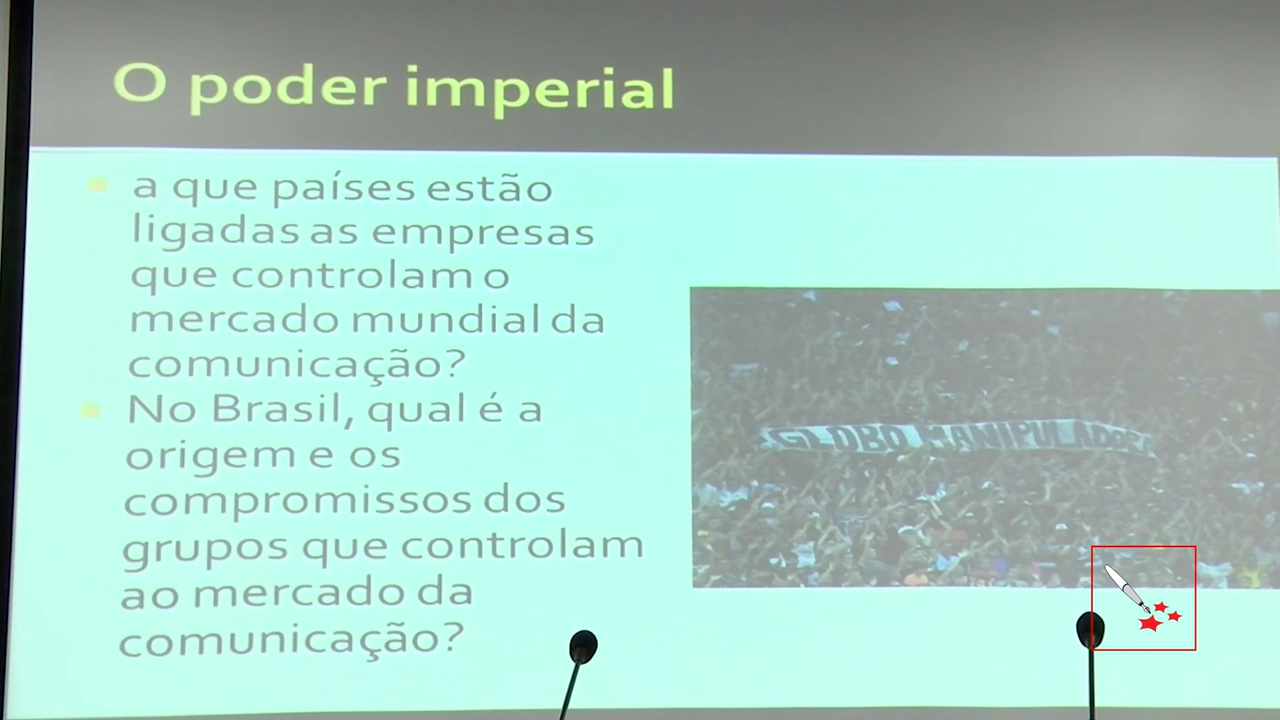 O poder imperial
a que países estão
ligadas as empresas
que controlam o
mercado mundial da
comunicação?
No Brasil, qual é a
origem e os
compromissos dos
grupos que controlam
ao mercado da
comunicação?
GLOBO MANIPULADORA